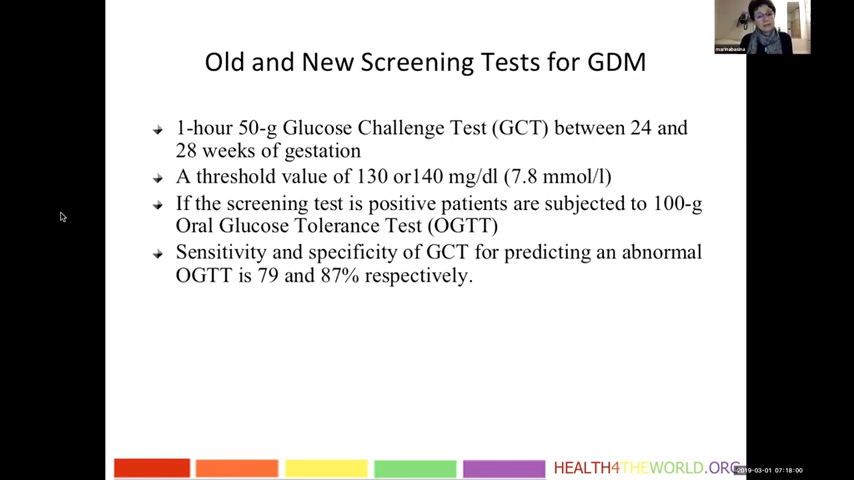 marinabasina
Old and New Screening Tests for GDM
1-hour 50-g Glucose Challenge Test (GCT) between 24 and
28 weeks of gestation
A threshold value of 130 or140 mg/dl (7.8 mmol/l)
If the screening test is positive patients are subjected to 100-g
Oral Glucose Tolerance Test (OGTT)
Sensitivity and specificity of GCT for predicting an abnormal
OGTT is 79 and 87% respectively.
HEALTH4THEWORLD.ORG
2019-03-01 07:18:00